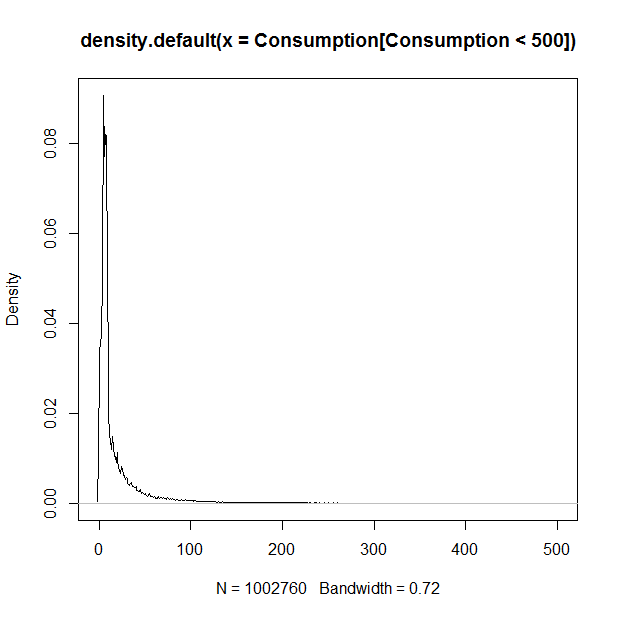 density.default(x = Consumption[Consumption < 500])
Density
0.08
0.06
0.04
0.02
0.00
0 100 200 300 400 500
N = 1002760 Bandwidth = 0.72